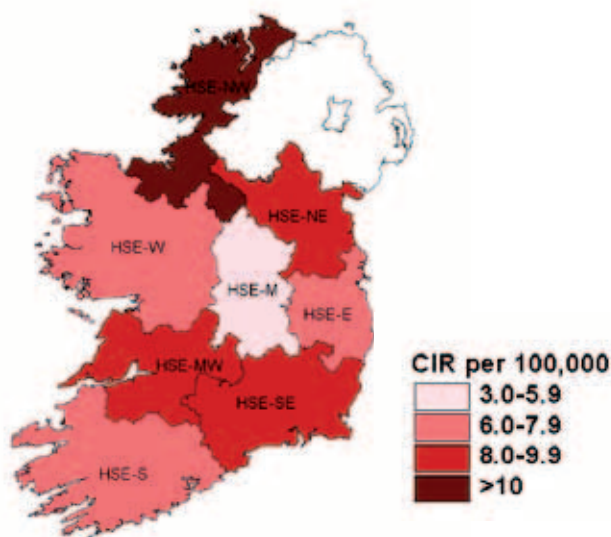 HSE-NW
HSE-NE
HSE-W
HSE-M
HSE-E
HSE-MW
HSE-SE
HSE-S
CIR per 100,000
3.0-5.9
6.0-7.9
8.0-9.9
>10